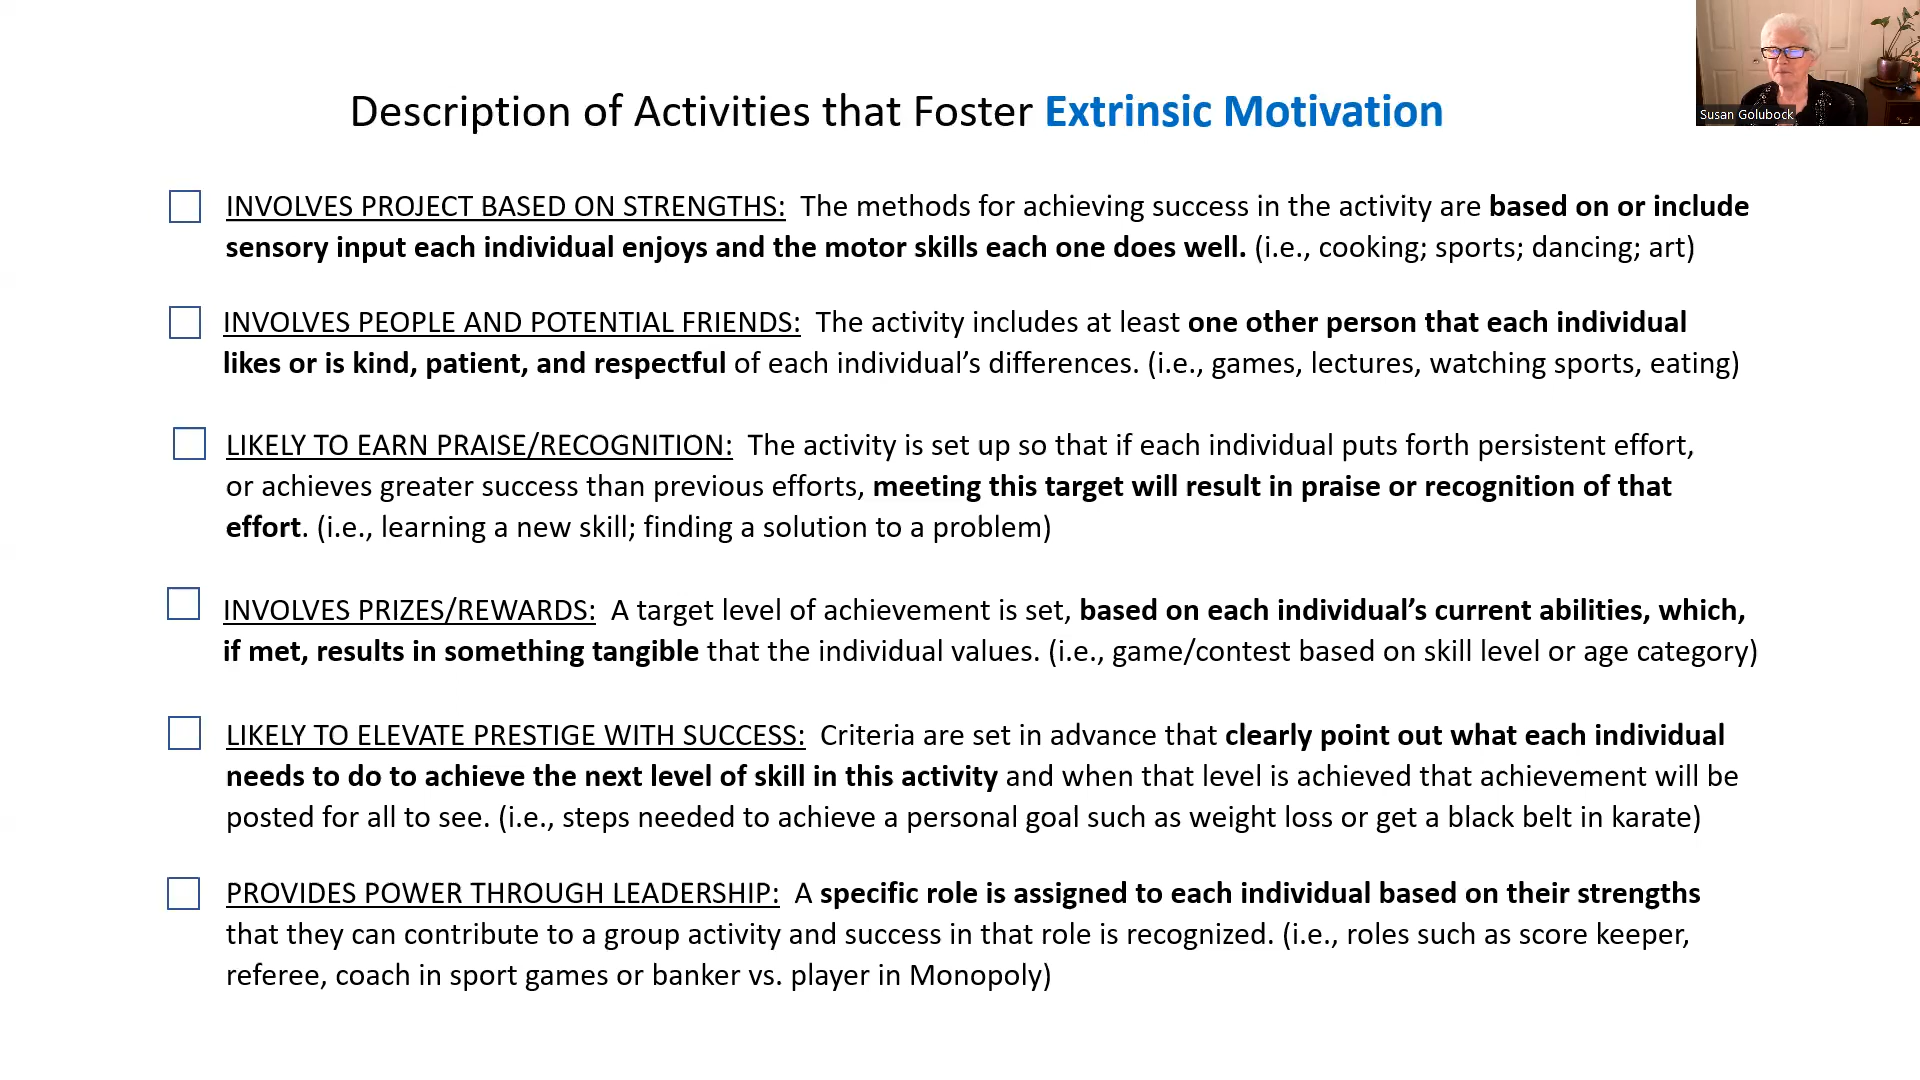 Description of Activities that Foster Extrinsic Motivation
Susan Golubock
INVOLVES PROJECT BASED ON STRENGTHS: The methods for achieving success in the activity are based on or include
sensory input each individual enjoys and the motor skills each one does well. (i.e., cooking; sports; dancing; art)
INVOLVES PEOPLE AND POTENTIAL FRIENDS: The activity includes at least one other person that each individual
likes or is kind, patient, and respectful of each individual’s differences. (i.e., games, lectures, watching sports, eating)
LIKELY TO EARN PRAISE/RECOGNITION: The activity is set up so that if each individual puts forth persistent effort,
or achieves greater success than previous efforts, meeting this target will result in praise or recognition of that
effort. (i.e., learning a new skill; finding a solution to a problem)
INVOLVES PRIZES/REWARDS: A target level of achievement is set, based on each individual’s current abilities, which,
if met, results in something tangible that the individual values. (i.e., game/contest based on skill level or age category)
LIKELY TO ELEVATE PRESTIGE WITH SUCCESS: Criteria are set in advance that clearly point out what each individual
needs to do to achieve the next level of skill in this activity and when that level is achieved that achievement will be
posted for all to see. (i.e., steps needed to achieve a personal goal such as weight loss or get a black belt in karate)
PROVIDES POWER THROUGH LEADERSHIP: A specific role is assigned to each individual based on their strengths
that they can contribute to a group activity and success in that role is recognized. (i.e., roles such as score keeper,
referee, coach in sport games or banker vs. player in Monopoly)